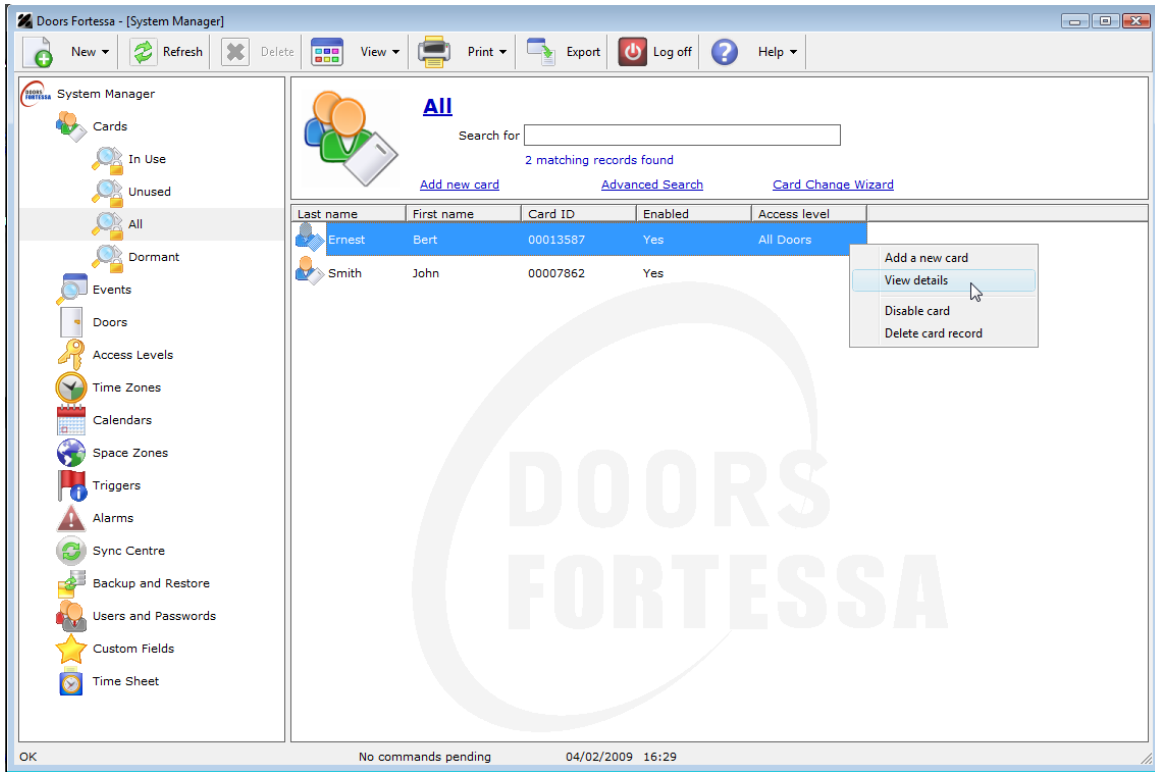 Doors Fortessa - [System Manager]
New Refresh Delete View Print Export Log off Help
System Manager
Cards
In Use
Unused
All
Dormant
Events
Doors
Access Levels
Time Zones
Calendars
Space Zones
Triggers
Alarms
Sync Centre
Backup and Restore
Users and Passwords
Custom Fields
Time Sheet
All
Search for
2 matching records found
Add new card Advanced Search Card Change Wizard
Last name First name Card ID Enabled Access level
Ernest Bert 00013587 Yes All Doors
Smith John 00007862 Yes
Add a new card
View details
Disable card
Delete card record
DOORS
FORTESSA
OK No commands pending 04/02/2009 16:29